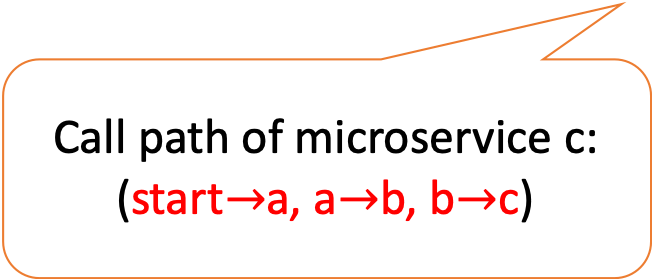 Call path of microservice c:
(start→a, a→b, b→c)